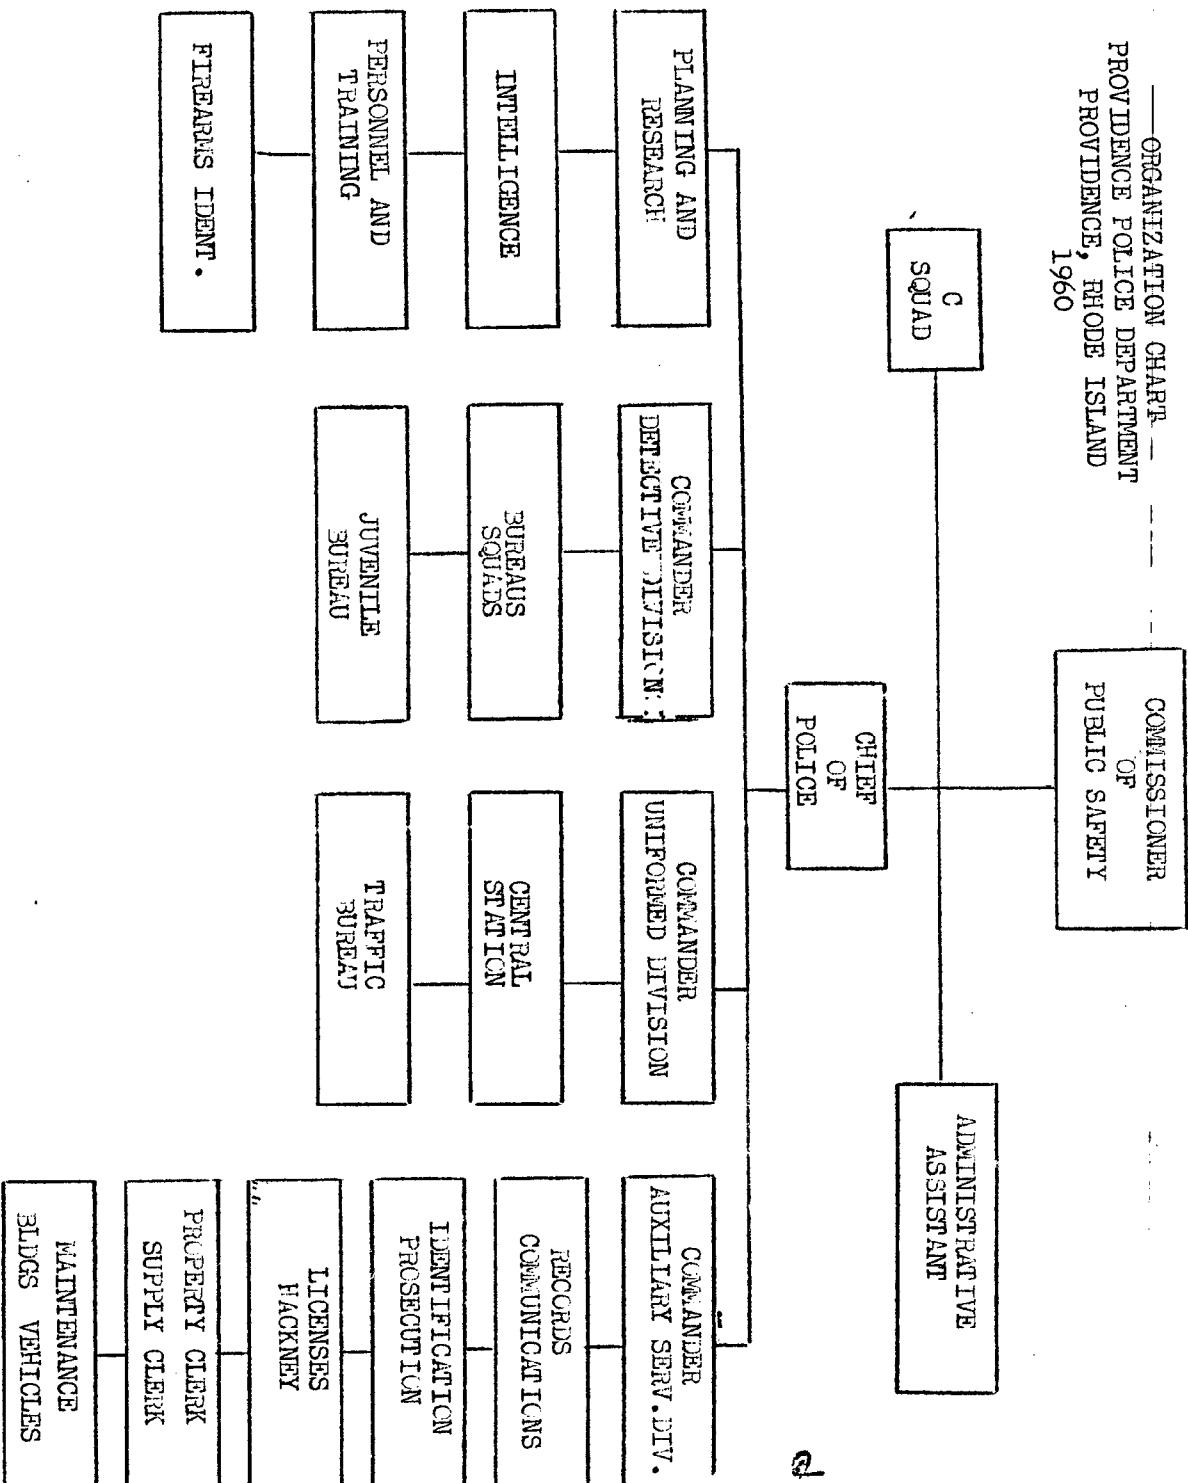 ORGANIZATION CHART
PROVIDENCE POLICE DEPARTMENT
PROVIDENCE, RHODE ISLAND
1960
COMMISSIONER
OF
PUBLIC SAFETY
C
SQUAD
ADMINISTRATIVE
ASSISTANT
CHIEF
OF
POLICE
PLANNING AND
RESEARCH
INTELLIGENCE
PERSONNEL AND
TRAINING
FIREARMS IDENT.
COMMANDER
DETECTIVE DIVISION
BUREAUS
SQUADS
JUVENILE
BUREAU
COMMANDER
UNIFORMED DIVISION
CENTRAL
STATION
TRAFFIC
BUREAU
COMMANDER
AUXILIARY SERV.DIV.
RECORDS
COMMUNICATIONS
IDENTIFICATION
PROSECUTION
LICENSES
HACKNEY
PROPERTY CLERK
SUPPLY CLERK
MAINTENANCE
BLDGS VEHICLES